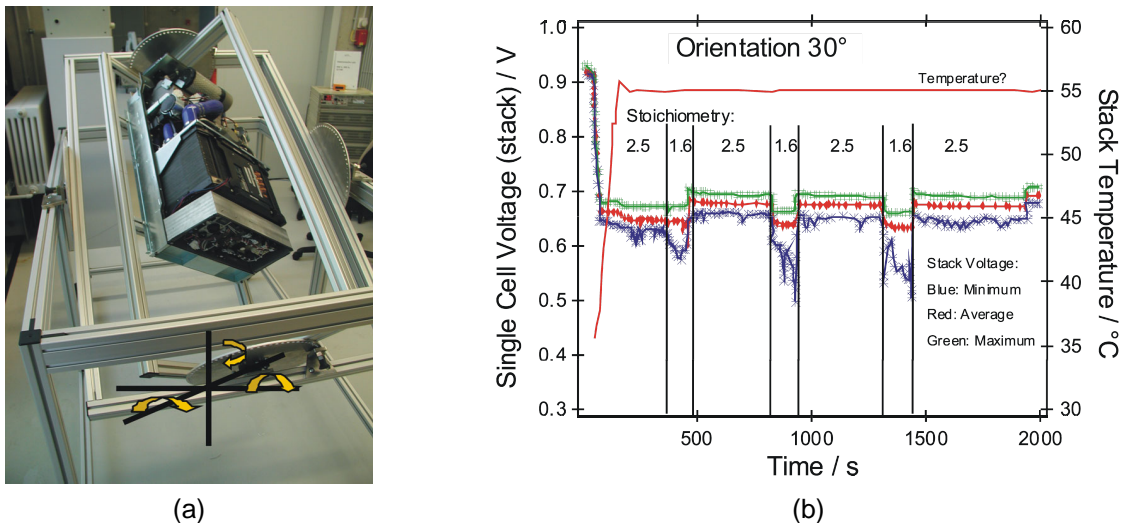 Orientation 30°
Temperature?
Stoichiometry:
2.5 1.6 2.5 1.6 2.5 1.6 2.5
Stack Voltage:
Blue: Minimum
Red: Average
Green: Maximum
Single Cell Voltage (stack) / V
1.0
0.9
0.8
0.7
0.6
0.5
0.4
0.3
60
55
50
45
40
35
30
Stack Temperature / °C
500 1000 1500 2000
Time / s
(a)
(b)